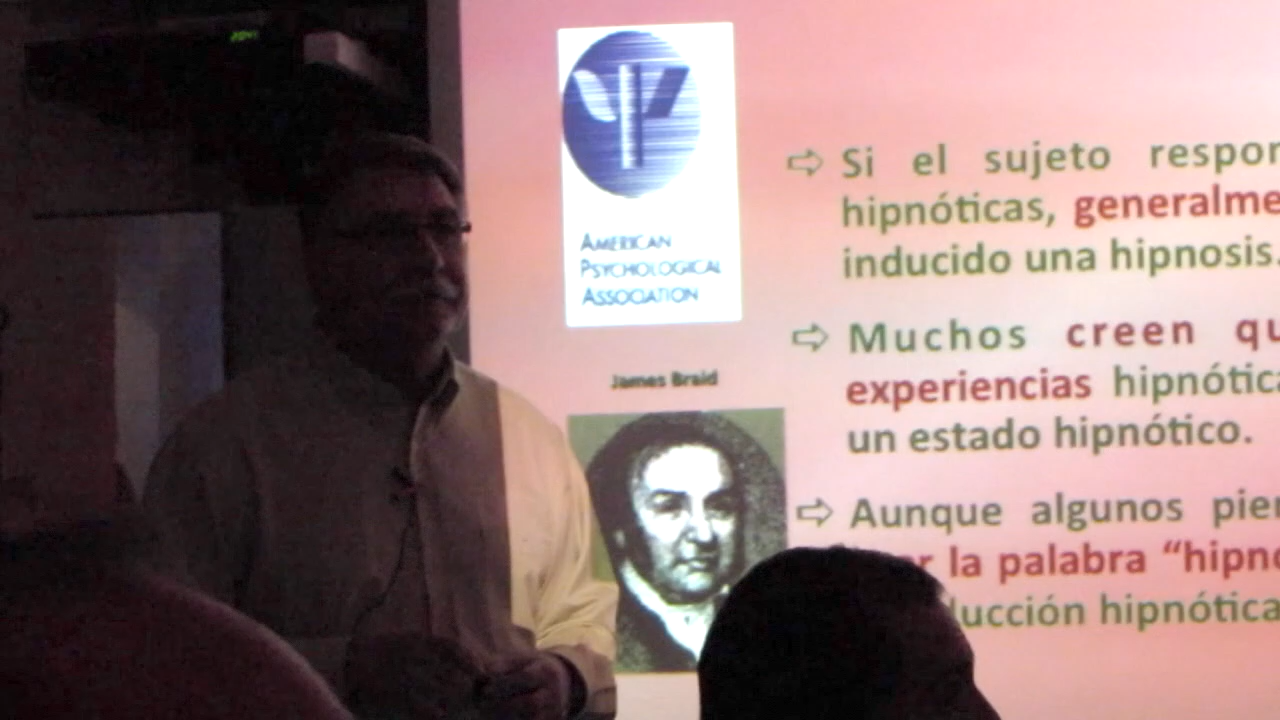 AMERICAN
PSYCHOLOGICAL
ASSOCIATION
James Braid
Si el sujeto respon
hipnóticas, generalme
inducido una hipnosis.
Muchos creen qu
experiencias hipnótica
un estado hipnótico.
Aunque algunos pien
la palabra “hipno
ucción hipnótica